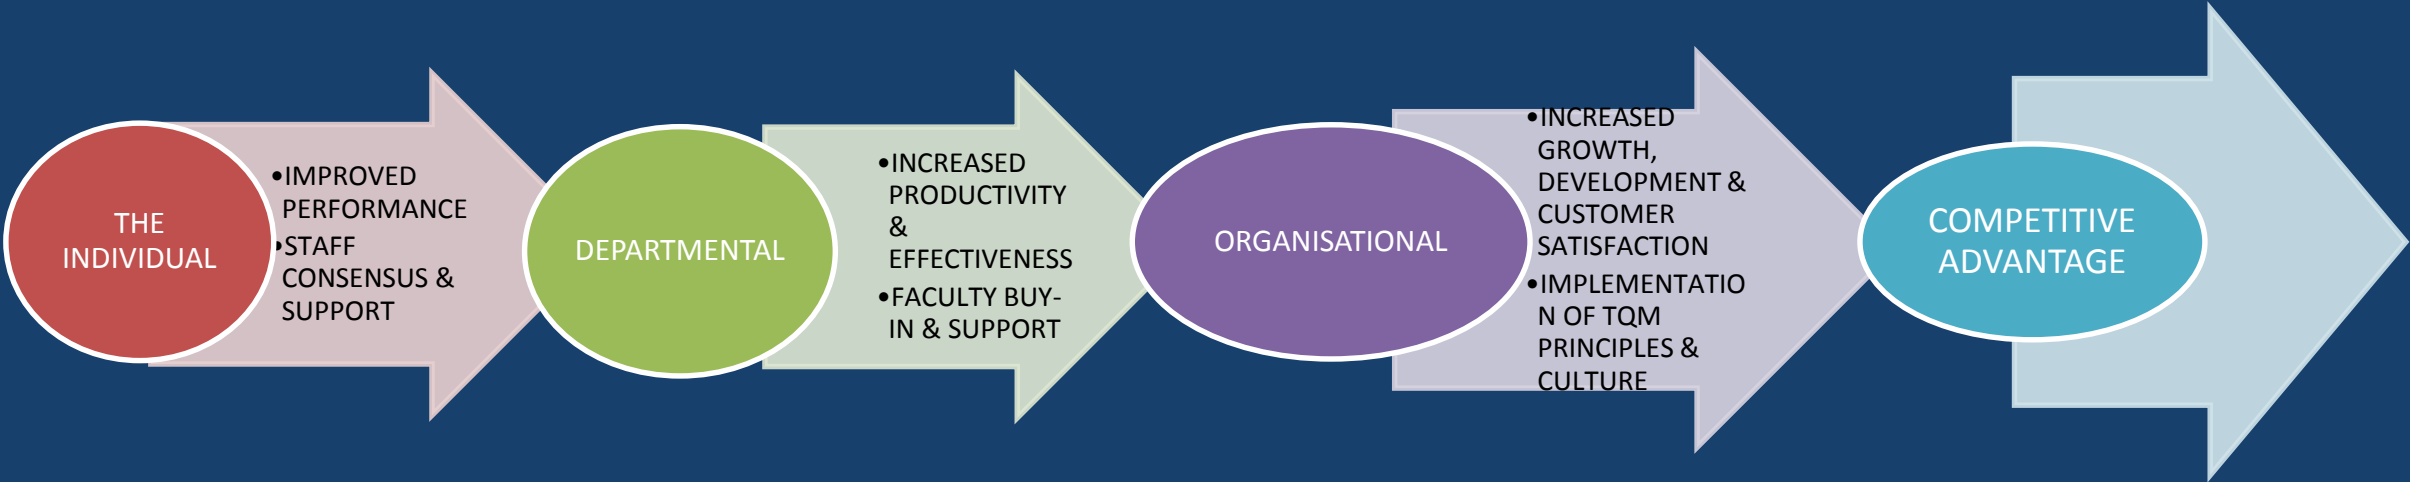 THE
INDIVIDUAL
•IMPROVED
PERFORMANCE
•STAFF
CONSENSUS &
SUPPORT
DEPARTMENTAL
•INCREASED
PRODUCTIVITY
&
EFFECTIVENESS
•FACULTY BUY-
IN & SUPPORT
ORGANISATIONAL
•INCREASED
GROWTH,
DEVELOPMENT &
CUSTOMER
SATISFACTION
•IMPLEMENTATIO
N OF TQM
PRINCIPLES &
CULTURE
COMPETITIVE
ADVANTAGE